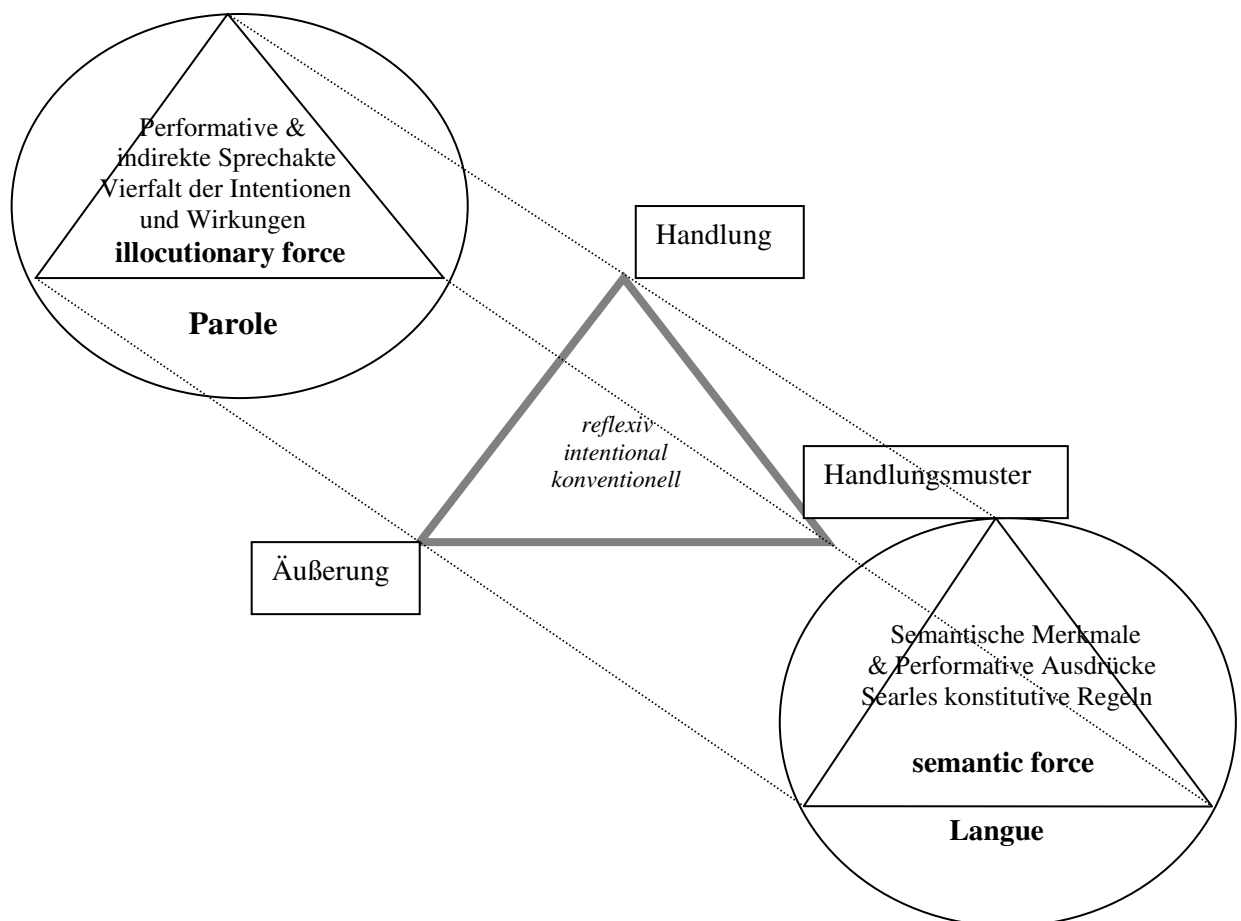 Performative &
indirekte Sprechakte
Vierfalt der Intentionen
und Wirkungen
illocutionary force
Parole
Handlung
reflexiv
intentional
konventionell
Handlungsmuster
Äußerung
Semantische Merkmale
& Performative Ausdrücke
Searles konstitutive Regeln
semantic force
Langue